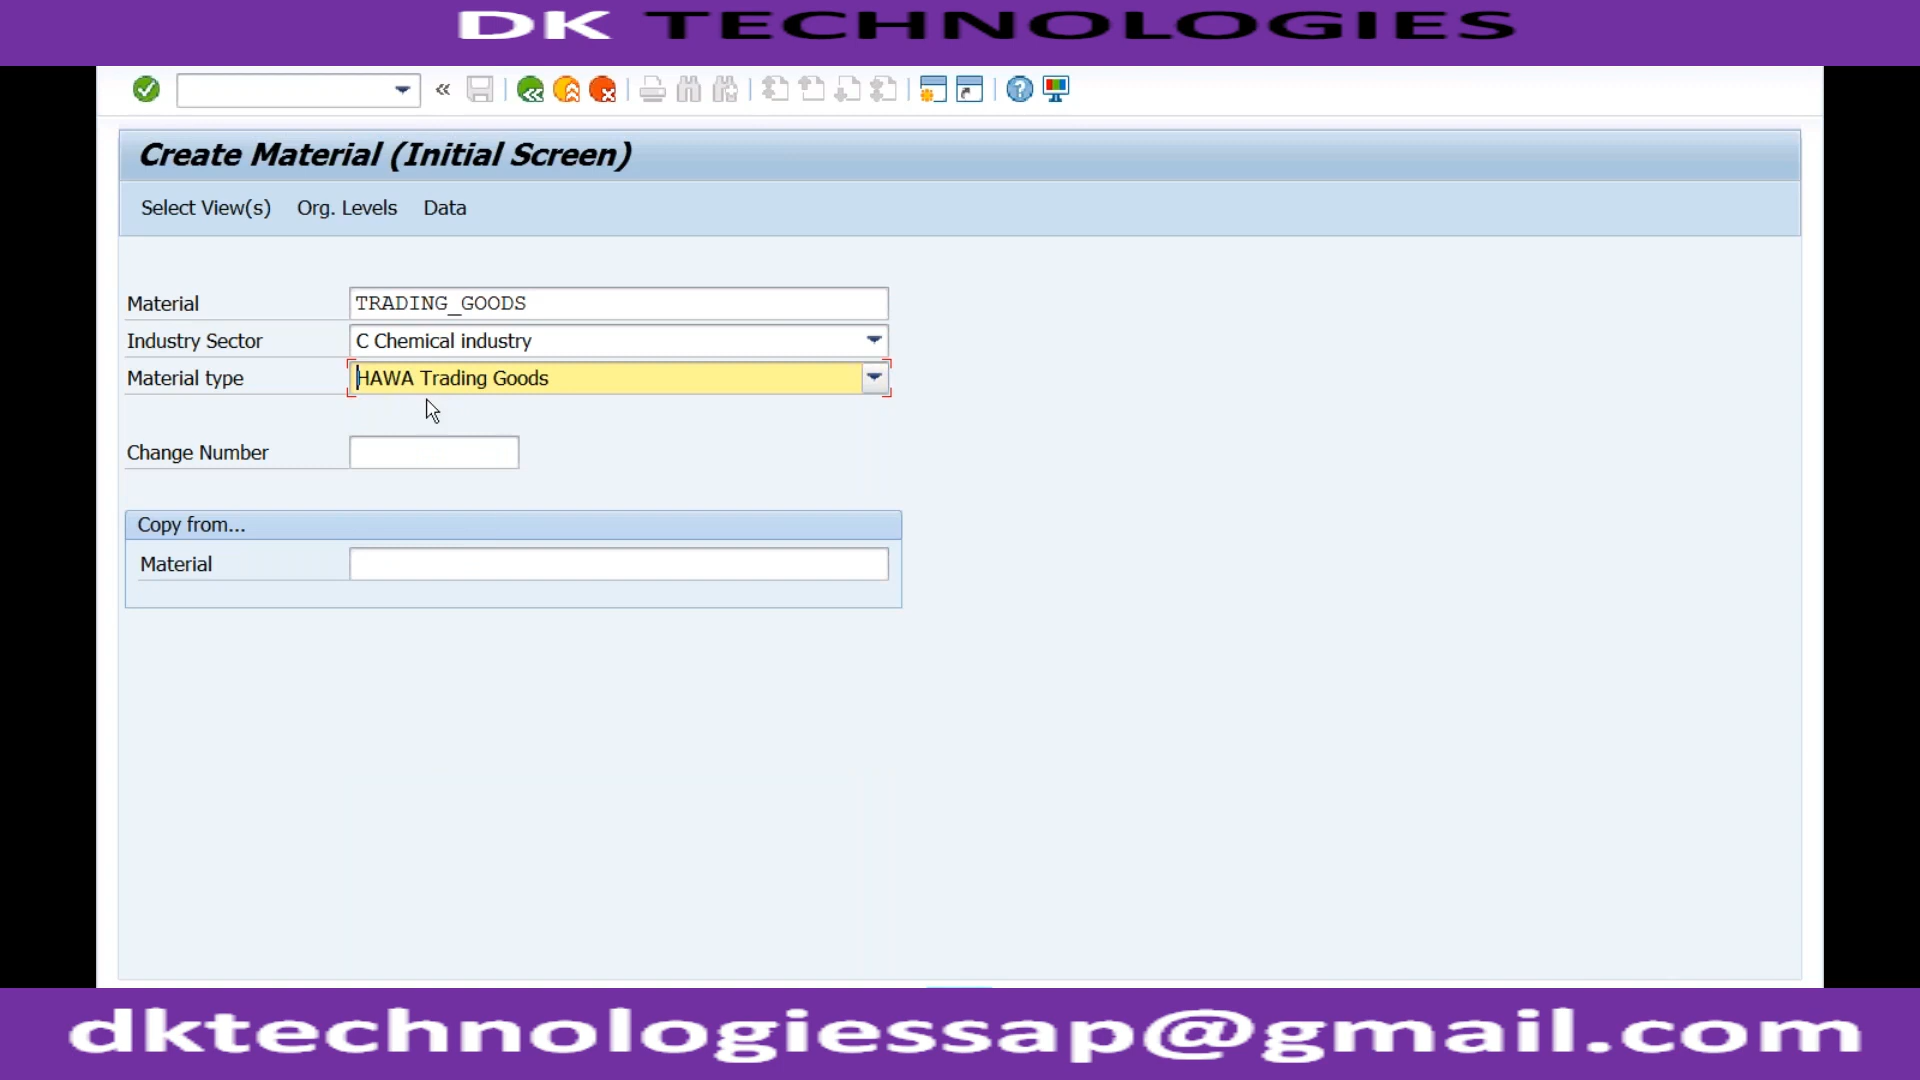 DK TECHNOLOGIES
Create Material (Initial Screen)
Select View(s) Org. Levels Data
Material TRADING_GOODS
Industry Sector C Chemical industry
Material type HAWA Trading Goods
Change Number
Copy from...
Material
dktechnologiessap@gmail.com